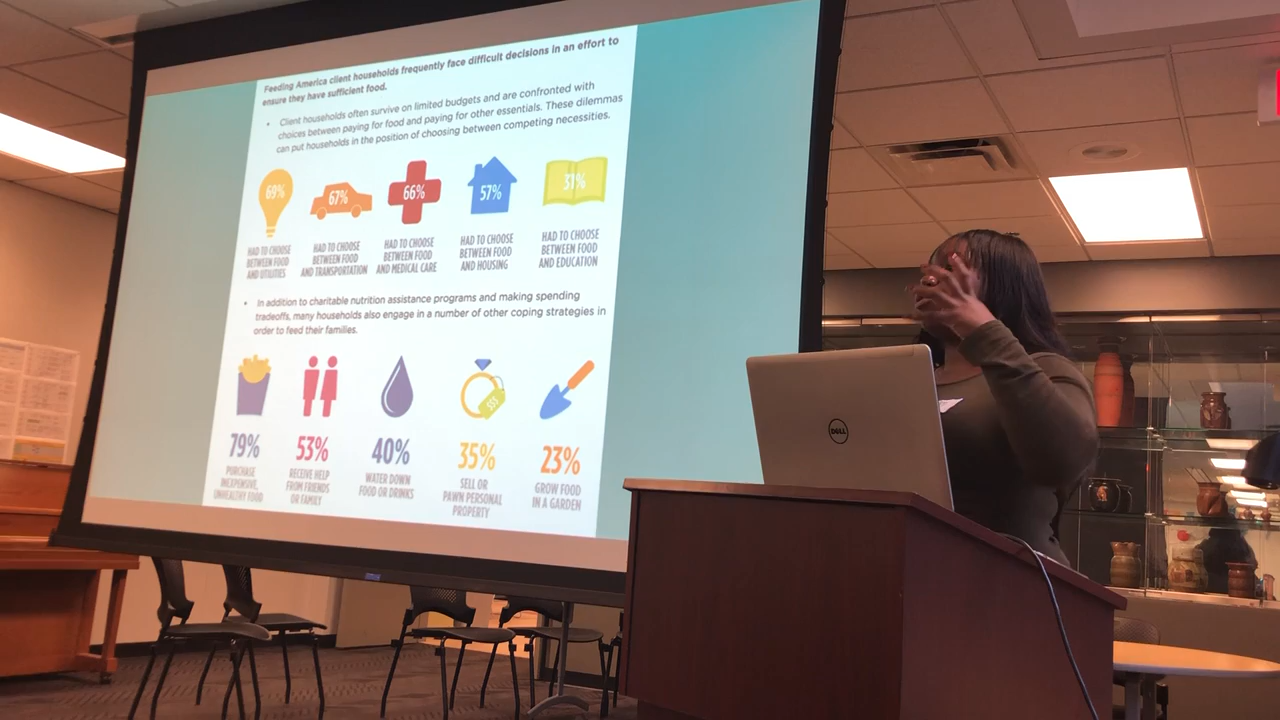 Feeding America client households frequently face difficult decisions in an effort to
ensure they have sufficient food.
• Client households often survive on limited budgets and are confronted with
choices between paying for food and paying for other essentials. These dilemmas
can put households in the position of choosing between competing necessities.
69%
67%
66%
57%
31%
HAD TO CHOOSE
BETWEEN FOOD
AND UTILITIES
HAD TO CHOOSE
BETWEEN FOOD
AND TRANSPORTATION
HAD TO CHOOSE
BETWEEN FOOD
AND MEDICAL CARE
HAD TO CHOOSE
BETWEEN FOOD
AND HOUSING
HAD TO CHOOSE
BETWEEN FOOD
AND EDUCATION
• In addition to charitable nutrition assistance programs and making spending
tradeoffs, many households also engage in a number of other coping strategies in
order to feed their families.
$$$
79%
PURCHASE
INEXPENSIVE,
UNHEALTHY FOOD
53%
RECEIVE HELP
FROM FRIENDS
OR FAMILY
40%
WATER DOWN
FOOD OR DRINKS
35%
SELL OR
PAWN PERSONAL
PROPERTY
23%
GROW FOOD
IN A GARDEN
DELL